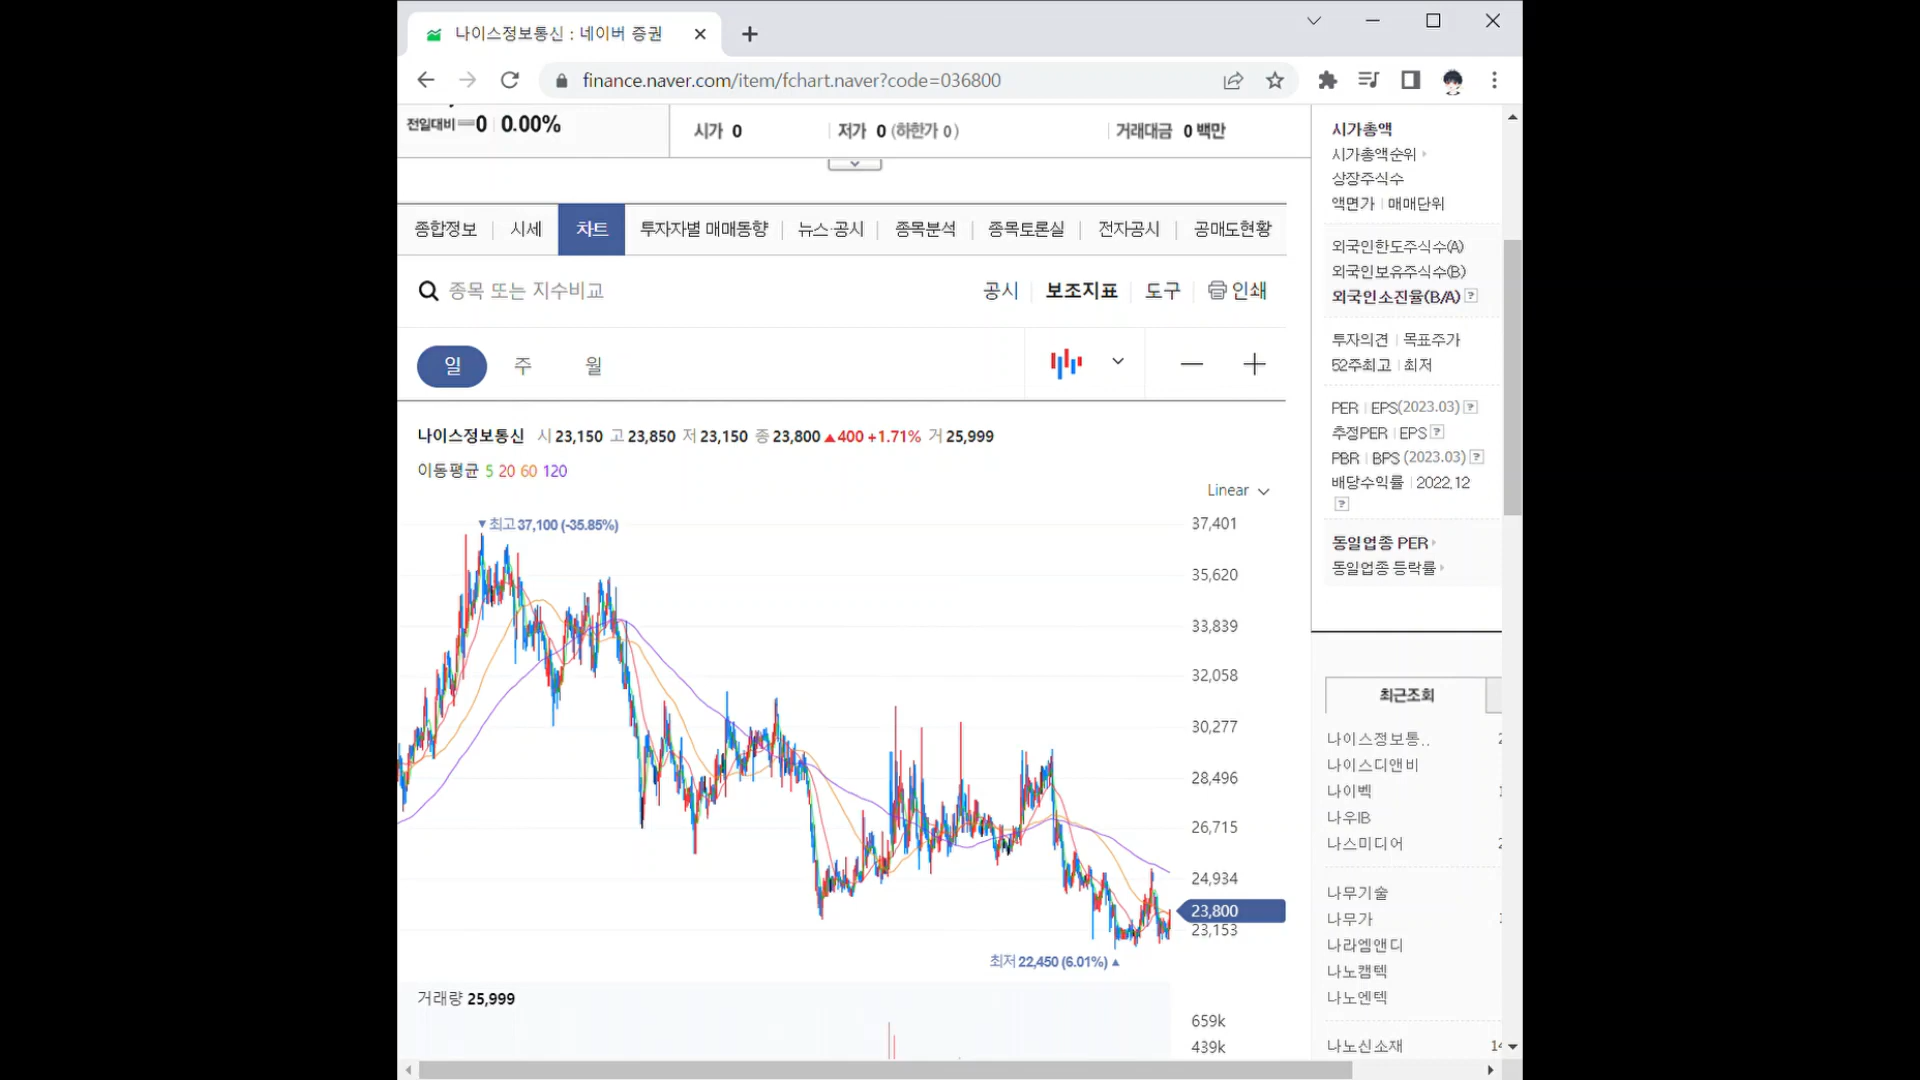 나이스정보통신 : 네이버 증권
finance.naver.com/item/fchart.naver?code=036800
전일대비 0 0.00%
시가 0 저가 0 (하한가 0) 거래대금 0 백만
종합정보 시세 차트 투자자별 매매동향 뉴스·공시 종목분석 종목토론실 전자공시 공매도현황
종목 또는 지수비교 공시 보조지표 도구 인쇄
일 주 월
나이스정보통신 시 23,150 고 23,850 저 23,150 종 23,800 ▲400 +1.71% 거 25,999
이동평균 5 20 60 120
Linear
▼최고 37,100 (-35.85%)
37,401
35,620
33,839
32,058
30,277
28,496
26,715
24,934
23,800
23,153
최저 22,450 (6.01%) ▲
거래량 25,999
659k
439k
시가총액
시가총액순위
상장주식수
액면가 매매단위
외국인한도주식수(A)
외국인보유주식수(B)
외국인소진율(B/A) ?
투자의견 목표주가
52주최고 최저
PER EPS(2023.03) ?
추정PER EPS ?
PBR BPS (2023.03) ?
배당수익률 2022.12
?
동일업종 PER
동일업종 등락률
최근조회
나이스정보통..
나이스디앤비
나이벡
나우IB
나스미디어
나무기술
나무가
나라엠앤디
나노캠텍
나노엔텍
나노신소재